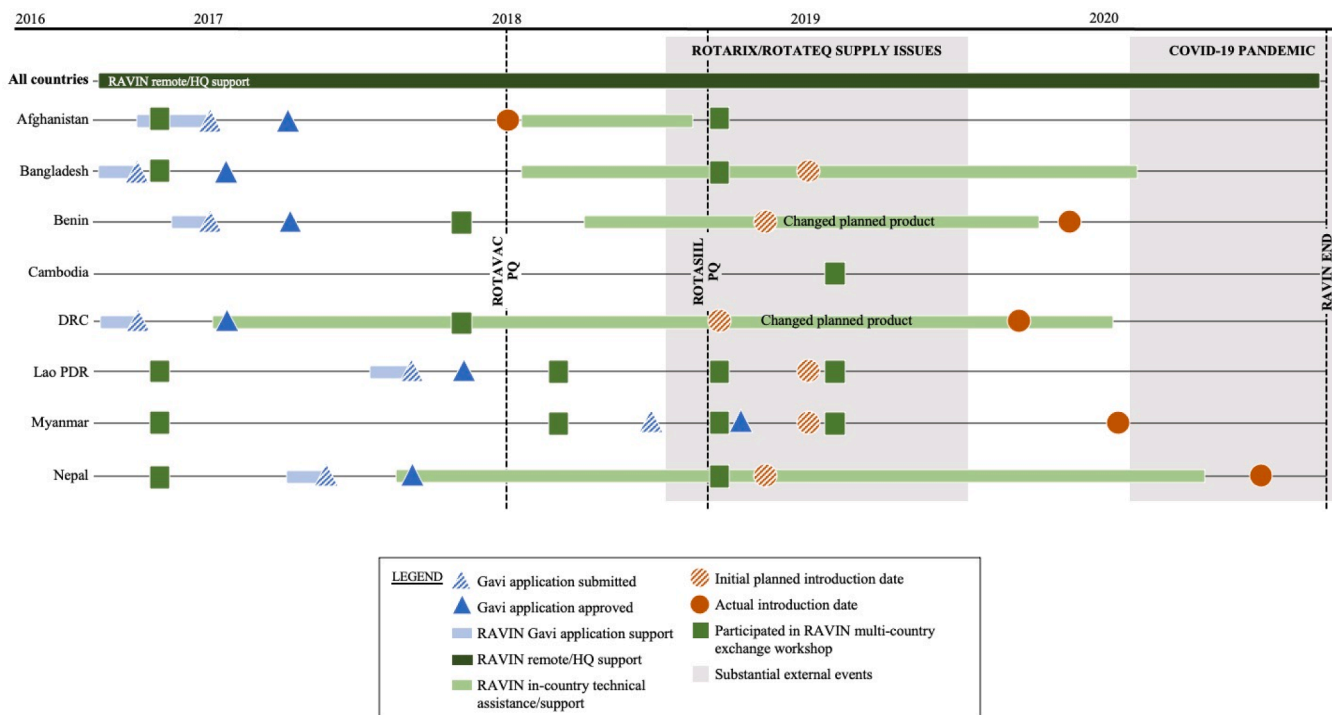 2016 2017 2018 2019 2020
ROTARIX/ROTATEQ SUPPLY ISSUES COVID-19 PANDEMIC
All countries RAVIN remote/HQ support
Afghanistan
Bangladesh
Benin Changed planned product
ROTAVAC
PQ
ROTASIIL
PQ
RAVIN END
Cambodia
DRC Changed planned product
Lao PDR
Myanmar
Nepal
LEGEND
Gavi application submitted
Gavi application approved
RAVIN Gavi application support
RAVIN remote/HQ support
RAVIN in-country technical
assistance/support
Initial planned introduction date
Actual introduction date
Participated in RAVIN multi-country
exchange workshop
Substantial external events